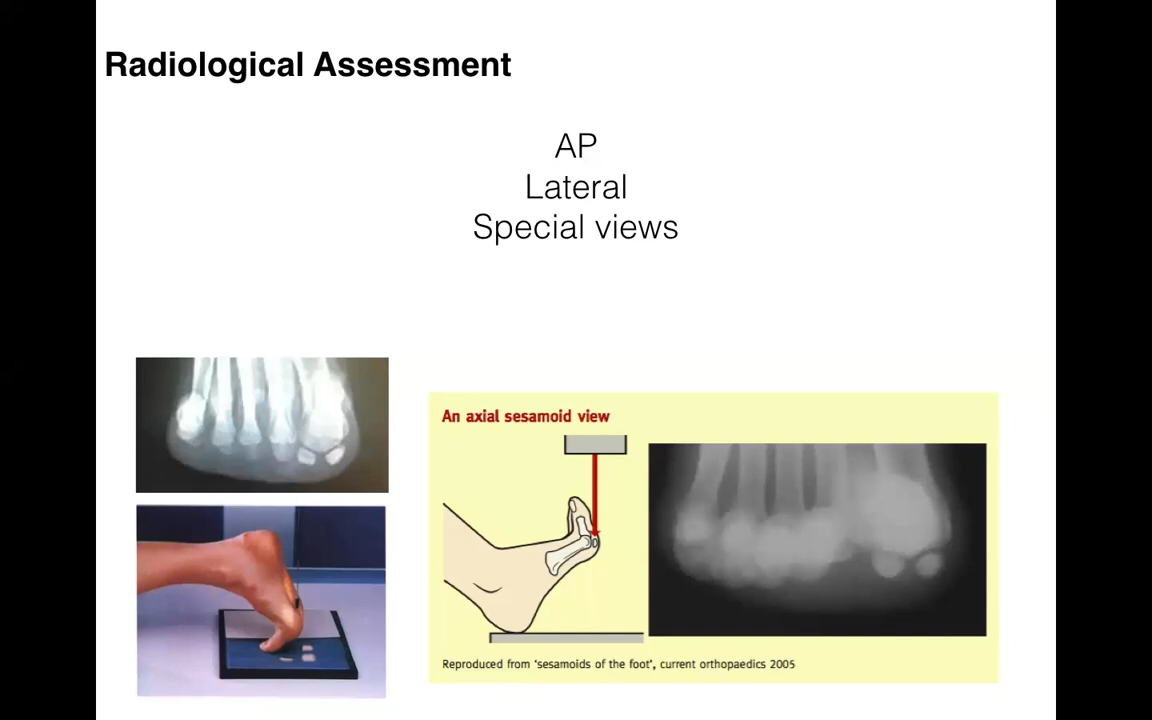 Radiological Assessment
AP
Lateral
Special views
An axial sesamoid view
Reproduced from 'sesamoids of the foot', current orthopaedics 2005